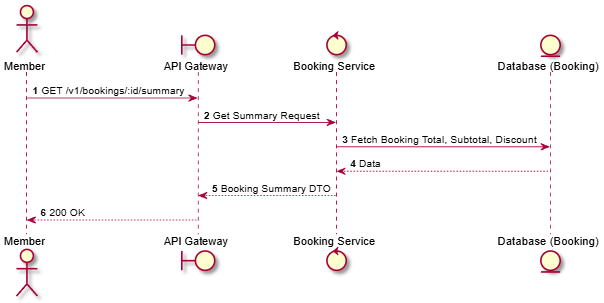 Member API Gateway Booking Service Database (Booking)
1 GET /v1/bookings/:id/summary
2 Get Summary Request
3 Fetch Booking Total, Subtotal, Discount
4 Data
5 Booking Summary DTO
6 200 OK
Member API Gateway Booking Service Database (Booking)